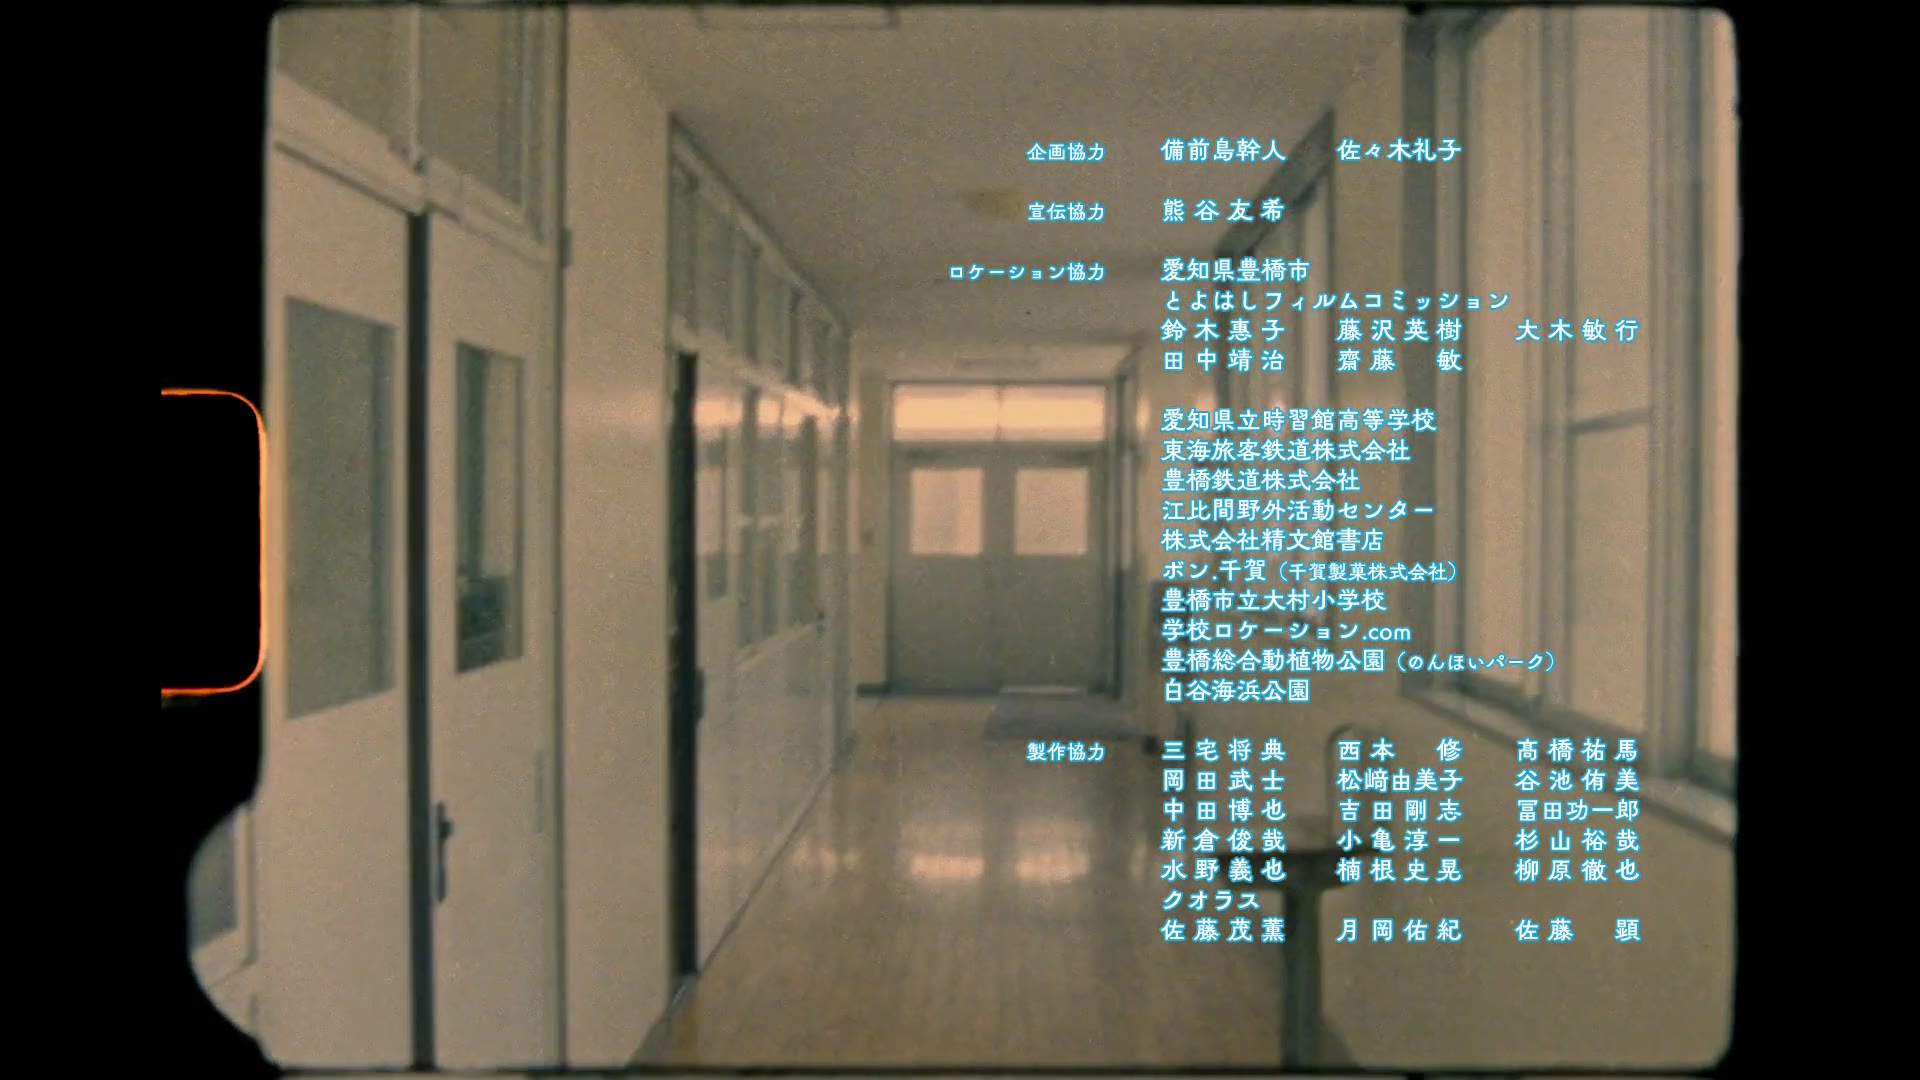 企画協力 備前島幹人 佐々木礼子
宣伝協力 熊谷友希
ロケーション協力 愛知県豊橋市
とよはしフィルムコミッション
鈴木惠子 藤沢英樹 大木敏行
田中靖治 齋藤敏
愛知県立時習館高等学校
東海旅客鉄道株式会社
豊橋鉄道株式会社
江比間野外活動センター
株式会社精文館書店
ボン.千賀（千賀製菓株式会社）
豊橋市立大村小学校
学校ロケーション.com
豊橋総合動植物公園（のんほいパーク）
白谷海浜公園
製作協力 三宅将典 西本修 髙橋祐馬
岡田武士 松﨑由美子 谷池侑美
中田博也 吉田剛志 冨田功一郎
新倉俊哉 小亀淳一 杉山裕哉
水野義也 楠根史晃 柳原徹也
クオラス
佐藤茂薫 月岡佑紀 佐藤顕